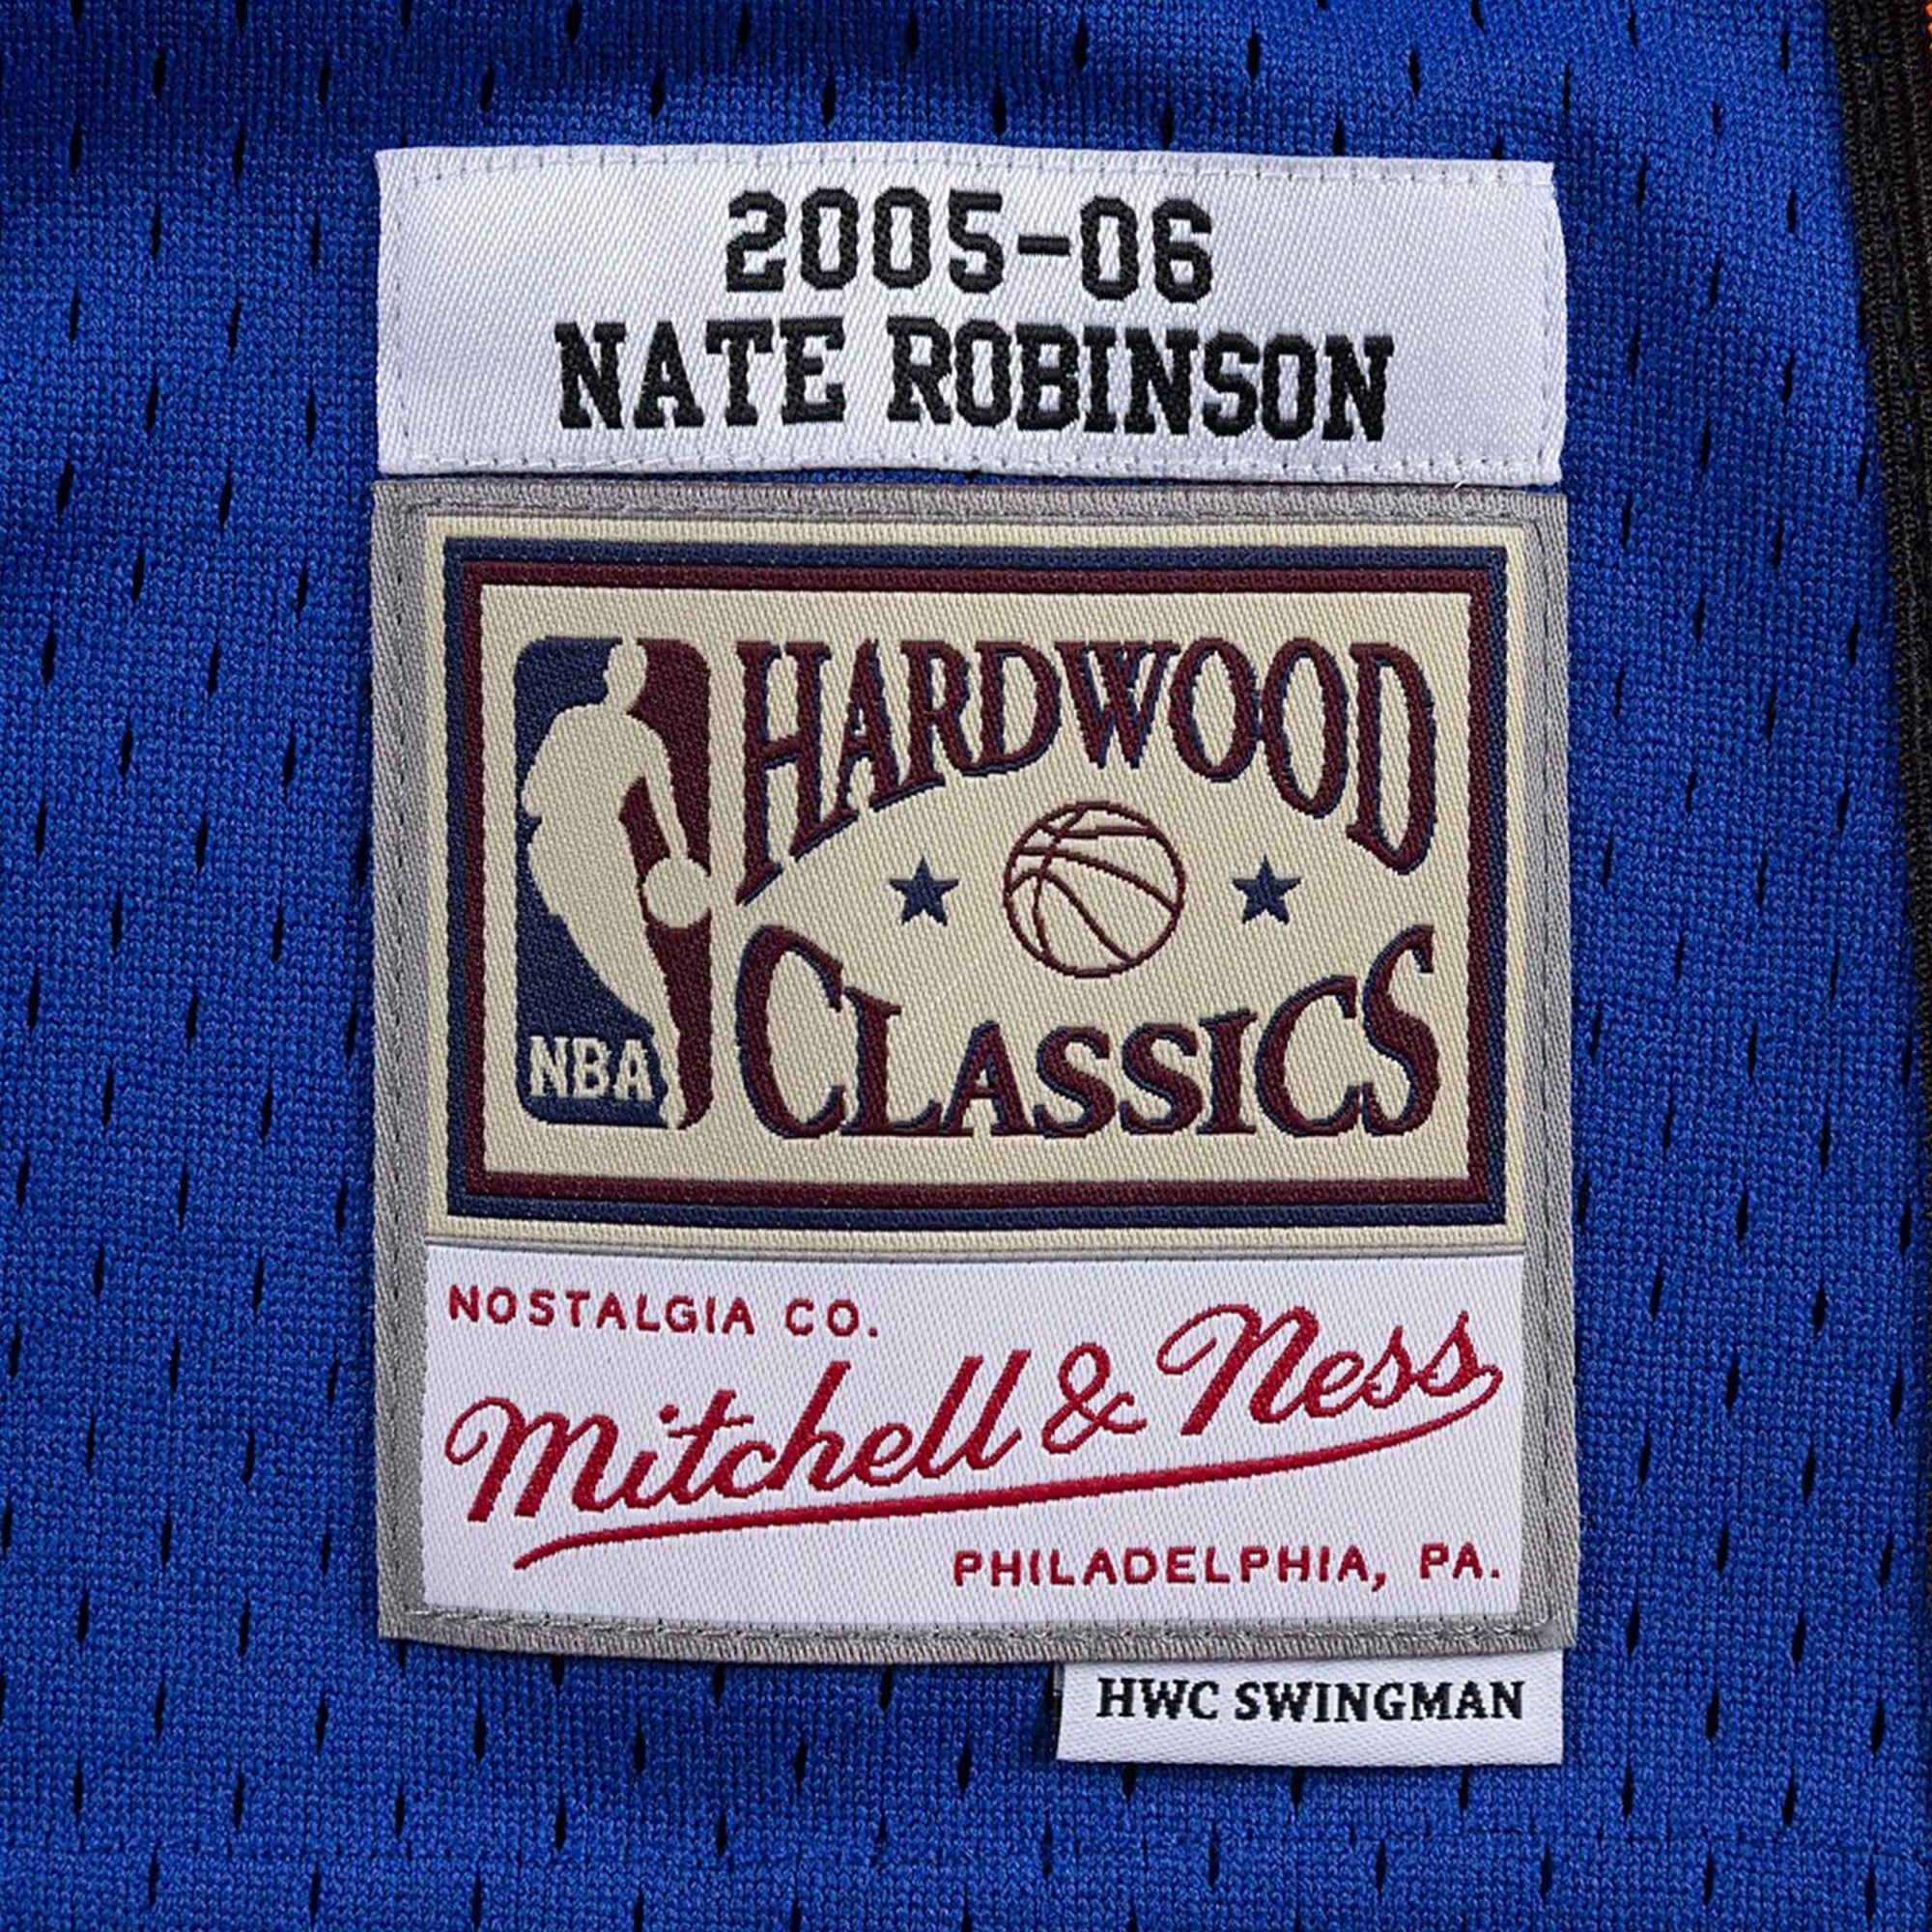 2005-06
NATE ROBINSON
HARDWOOD
CLASSICS
NBA
NOSTALGIA CO.
Mitchell & Ness
PHILADELPHIA, PA.
HWC SWINGMAN